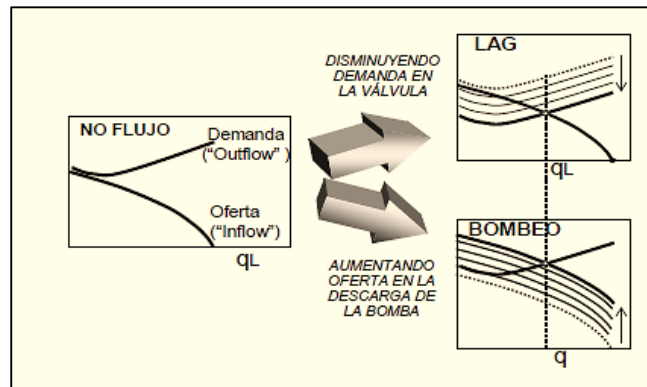 NO FLUJO
Demanda
("Outflow" )
Oferta
("Inflow")
qL
DISMINUYENDO
DEMANDA EN
LA VÁLVULA
AUMENTANDO
OFERTA EN LA
DESCARGA DE
LA BOMBA
LAG
qL
BOMBEO
q